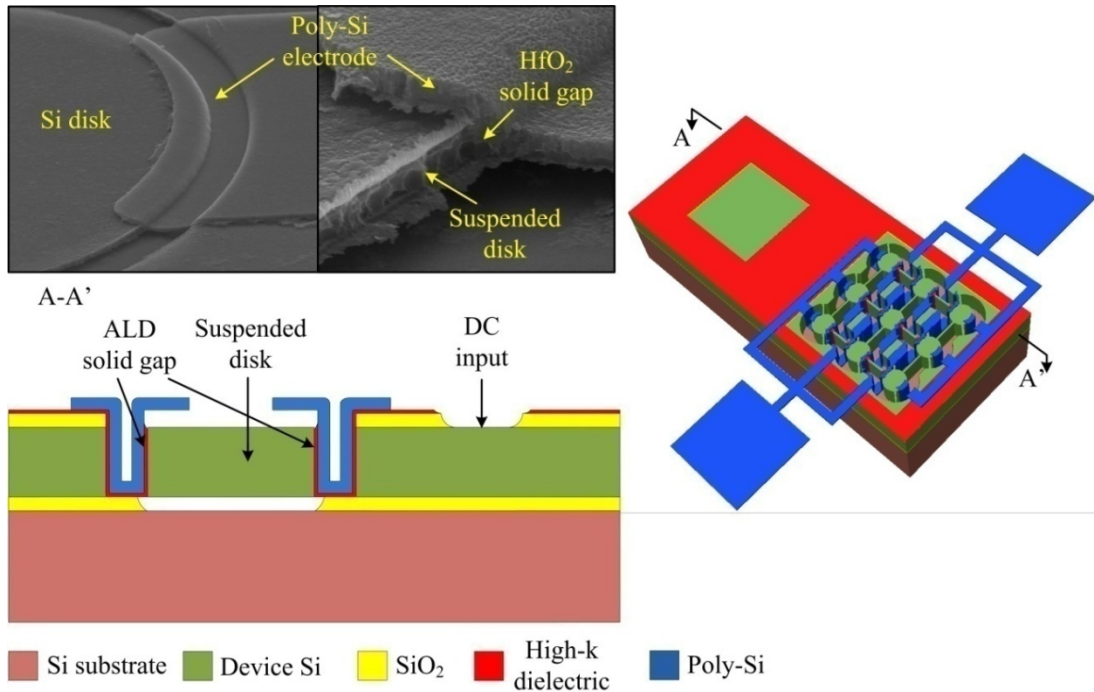 Poly-Si
electrode
HfO₂
solid gap
Si disk
Suspended
disk
A
A'
A-A'
ALD
solid gap
Suspended
disk
DC
input
Si substrate
Device Si
SiO₂
High-k
dielectric
Poly-Si